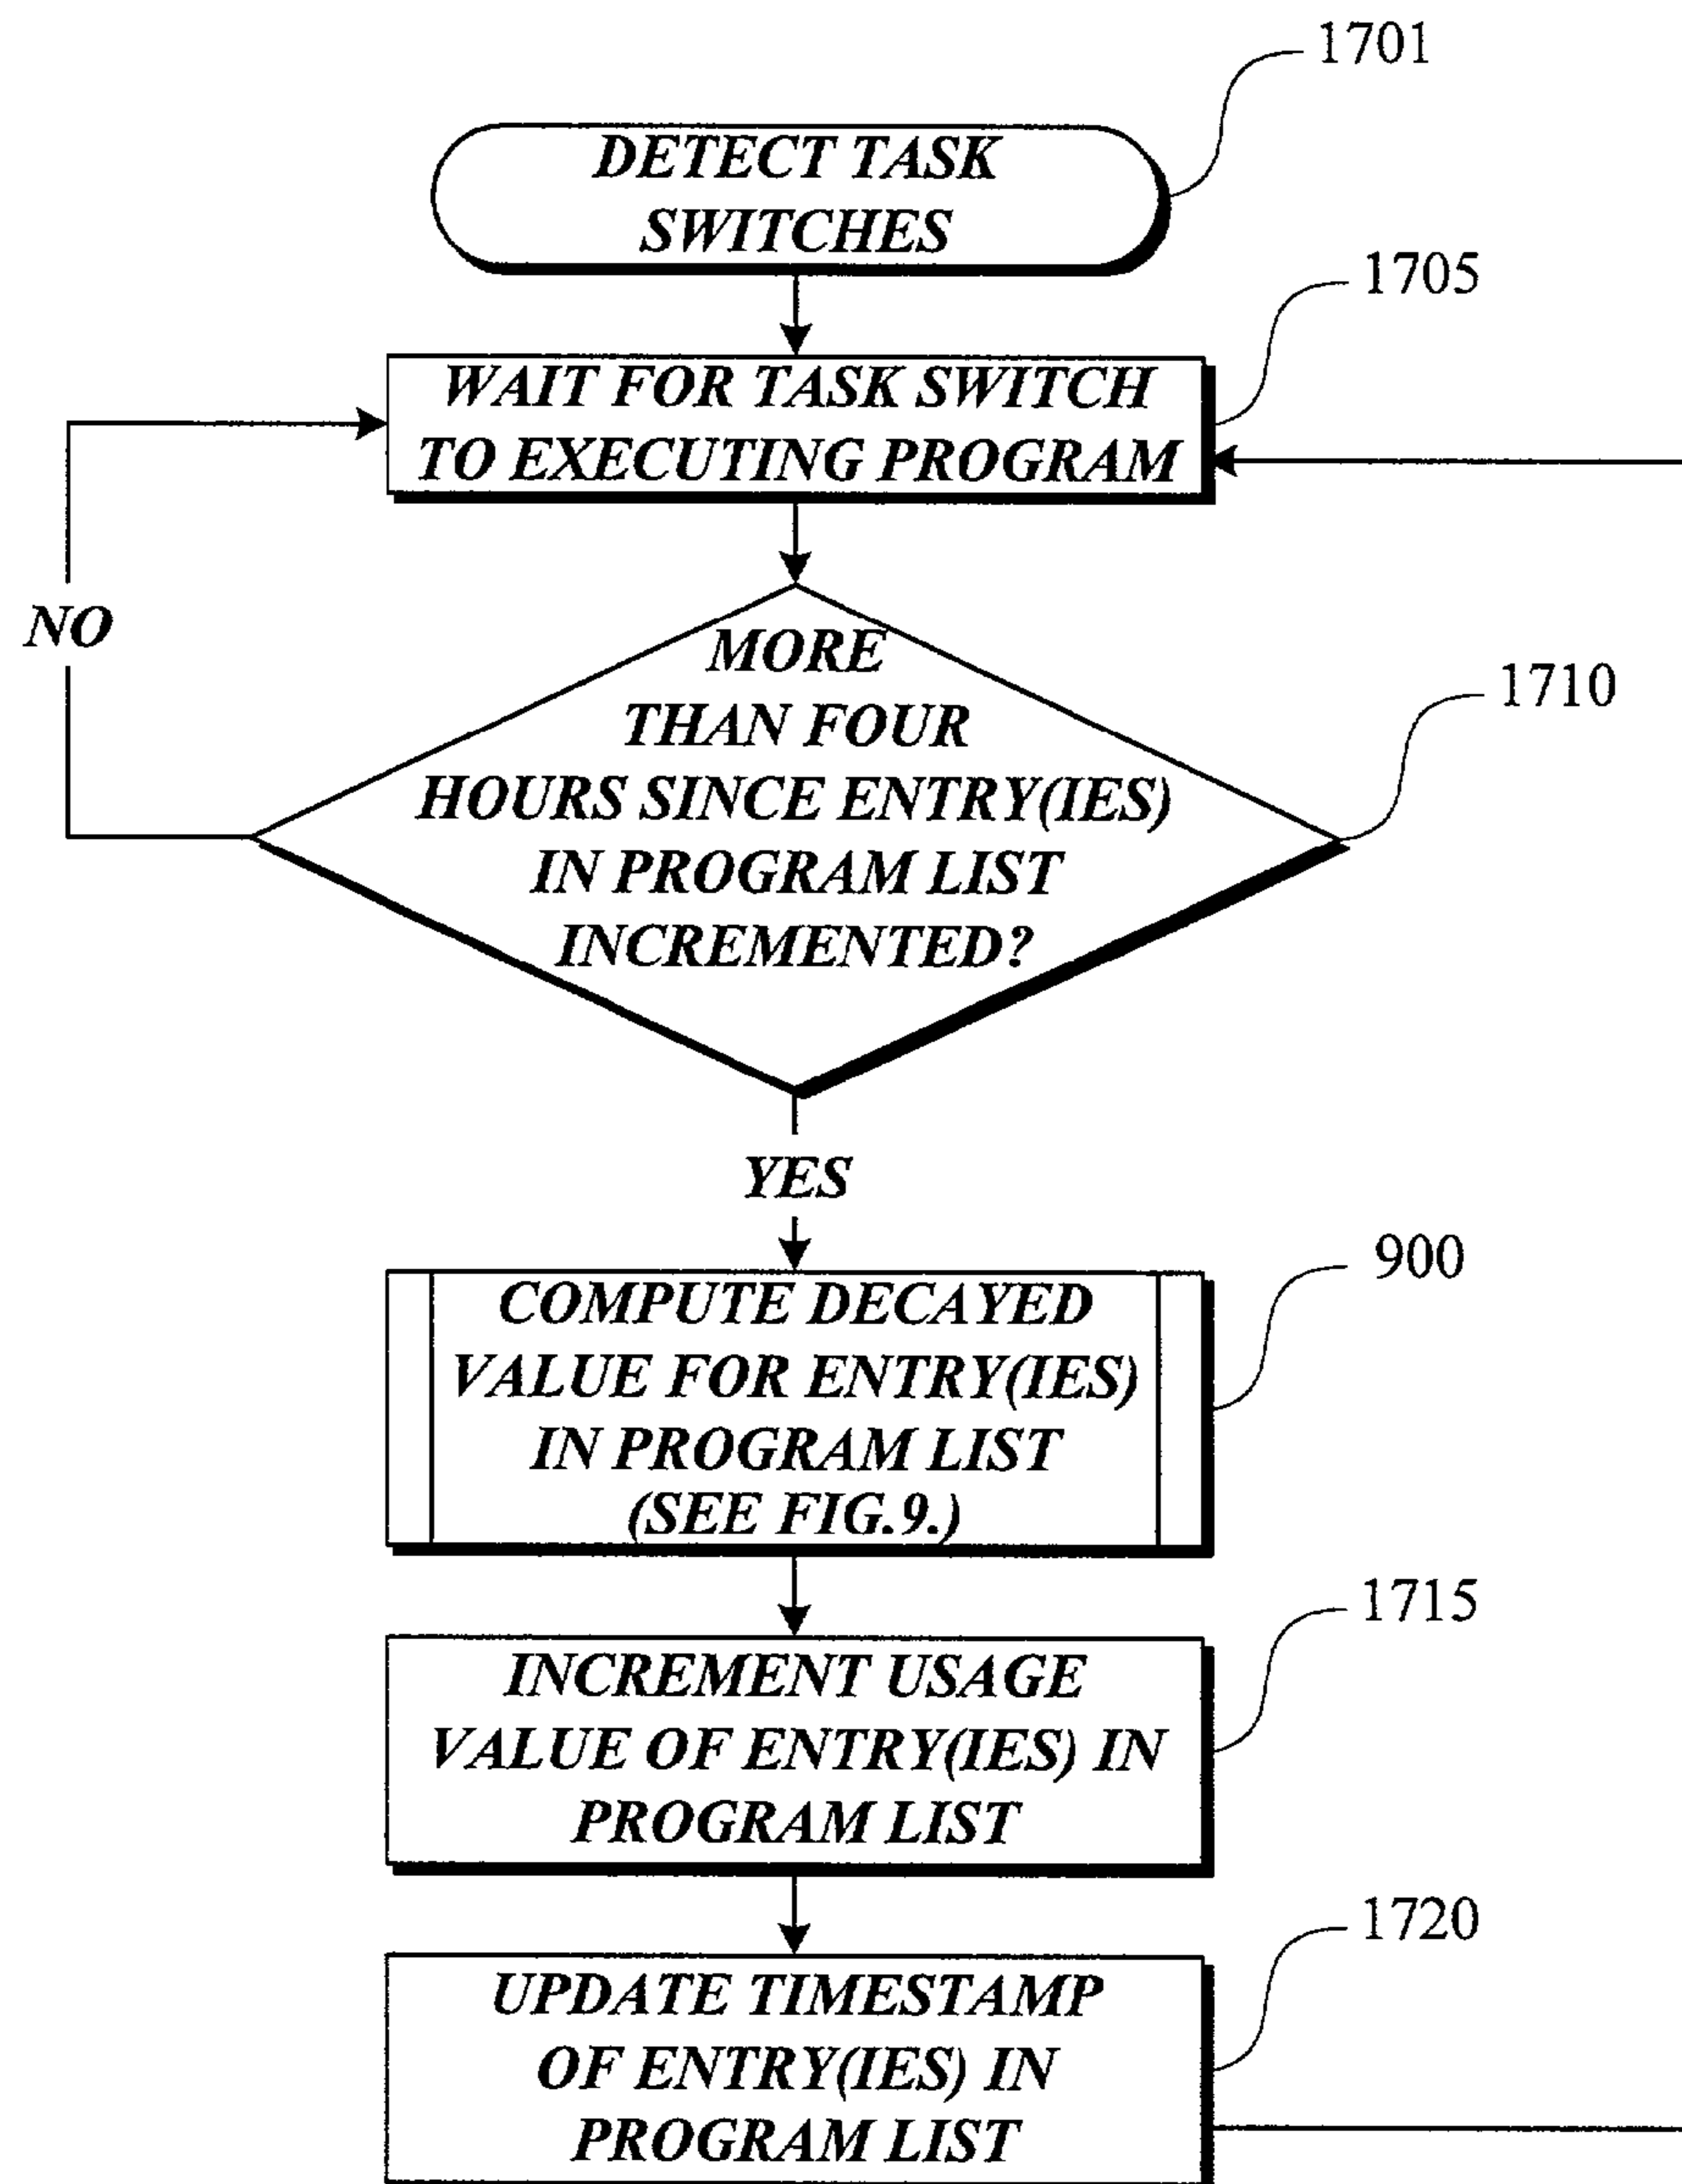 1701
DETECT TASK
SWITCHES
1705
WAIT FOR TASK SWITCH
TO EXECUTING PROGRAM
NO
MORE
THAN FOUR
HOURS SINCE ENTRY(IES)
IN PROGRAM LIST
INCREMENTED?
1710
YES
900
COMPUTE DECAYED
VALUE FOR ENTRY(IES)
IN PROGRAM LIST
(SEE FIG.9.)
1715
INCREMENT USAGE
VALUE OF ENTRY(IES) IN
PROGRAM LIST
1720
UPDATE TIMESTAMP
OF ENTRY(IES) IN
PROGRAM LIST